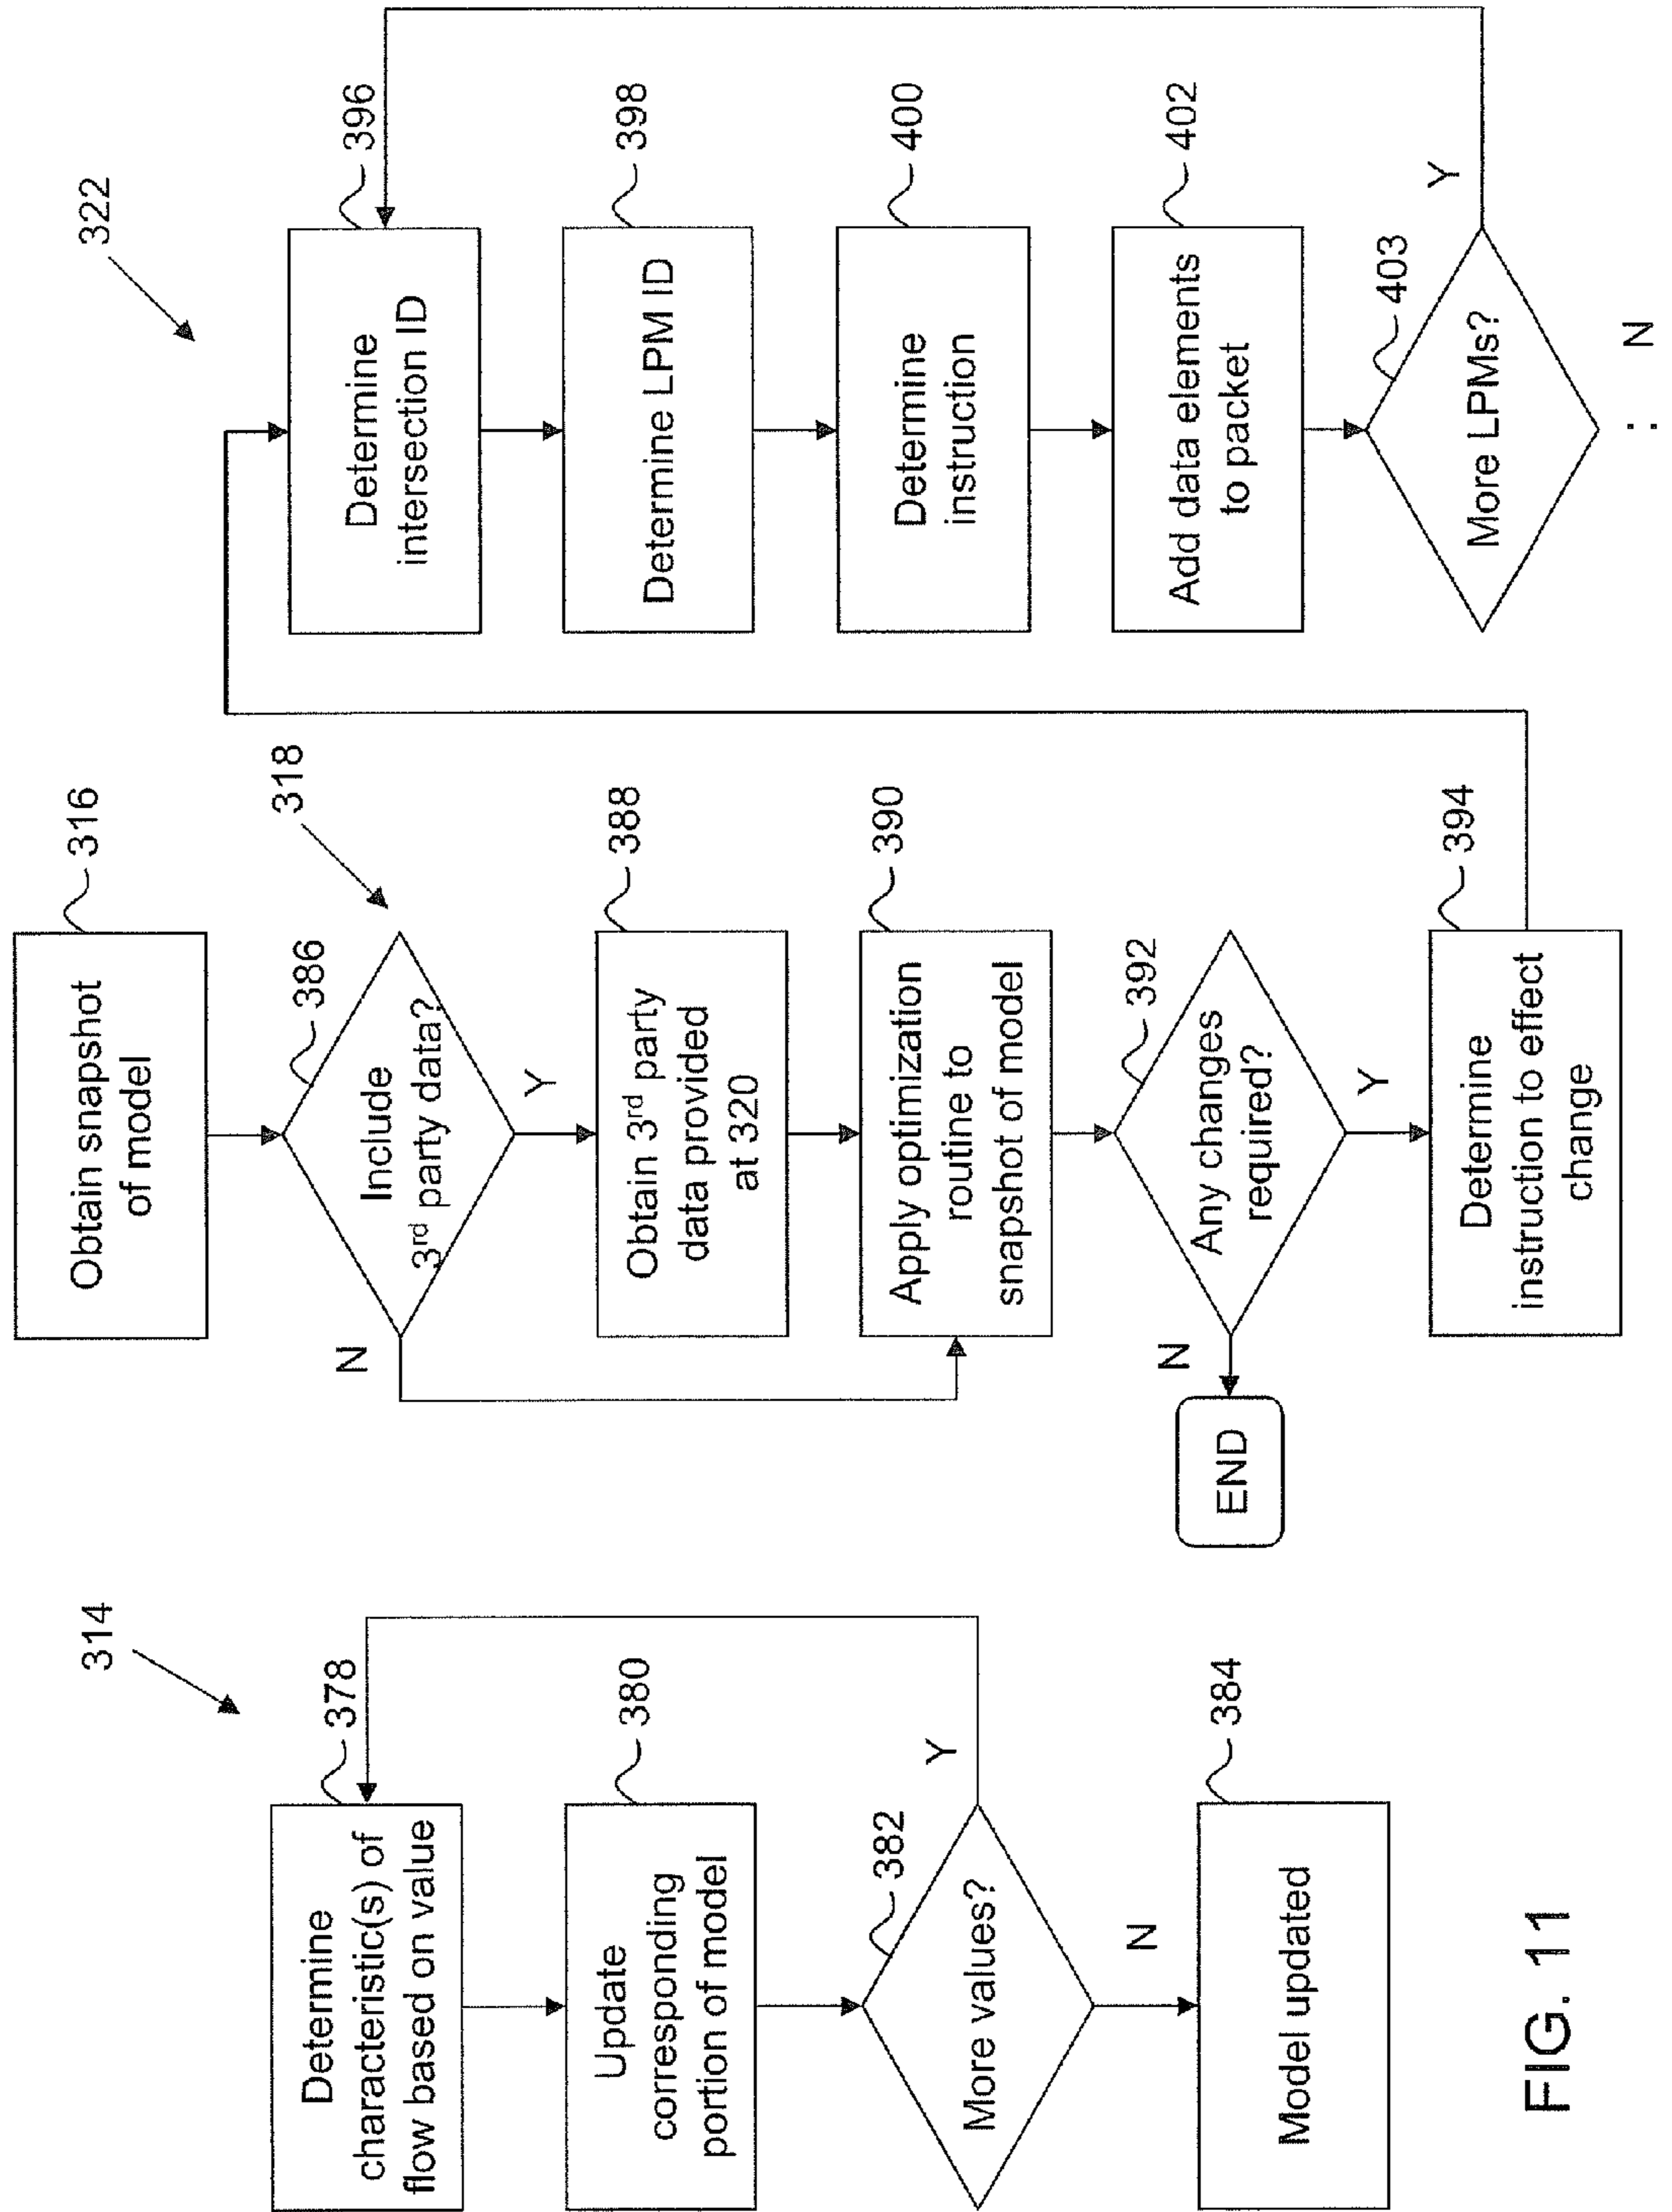 314
Determine
characteristic(s) of
flow based on value
378
Update
corresponding
portion of model
380
More values?
382
Y
N
Model updated
384
Obtain snapshot
of model
316
318
Include
3rd party data?
386
N
Y
Obtain 3rd party
data provided
at 320
388
Apply optimization
routine to
snapshot of model
390
Any changes
required?
392
N
END
Y
Determine
instruction to effect
change
394
322
Determine
intersection ID
396
Determine LPM ID
398
Determine
instruction
400
Add data elements
to packet
402
More LPMs?
403
Y
N
:
FIG. 11